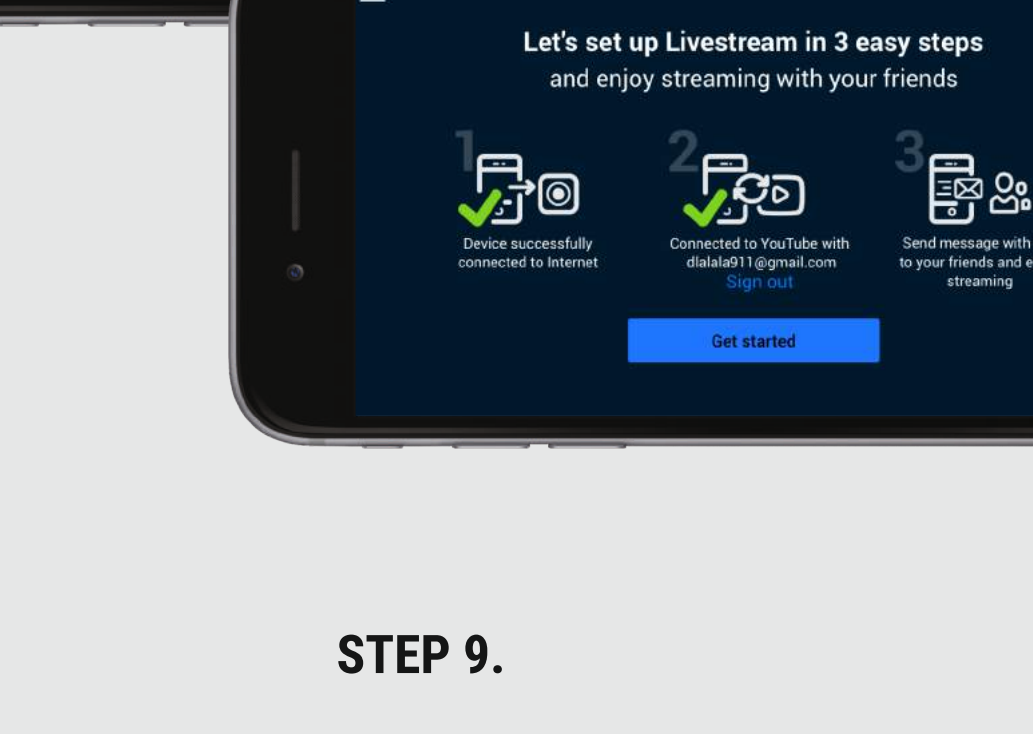 Let's set up Livestream in 3 easy steps
and enjoy streaming with your friends
1
2
3
Device successfully
connected to Internet
Connected to YouTube with
dlalala911@gmail.com
Sign out
Send message with
to your friends and e
streaming
Get started
STEP 9.